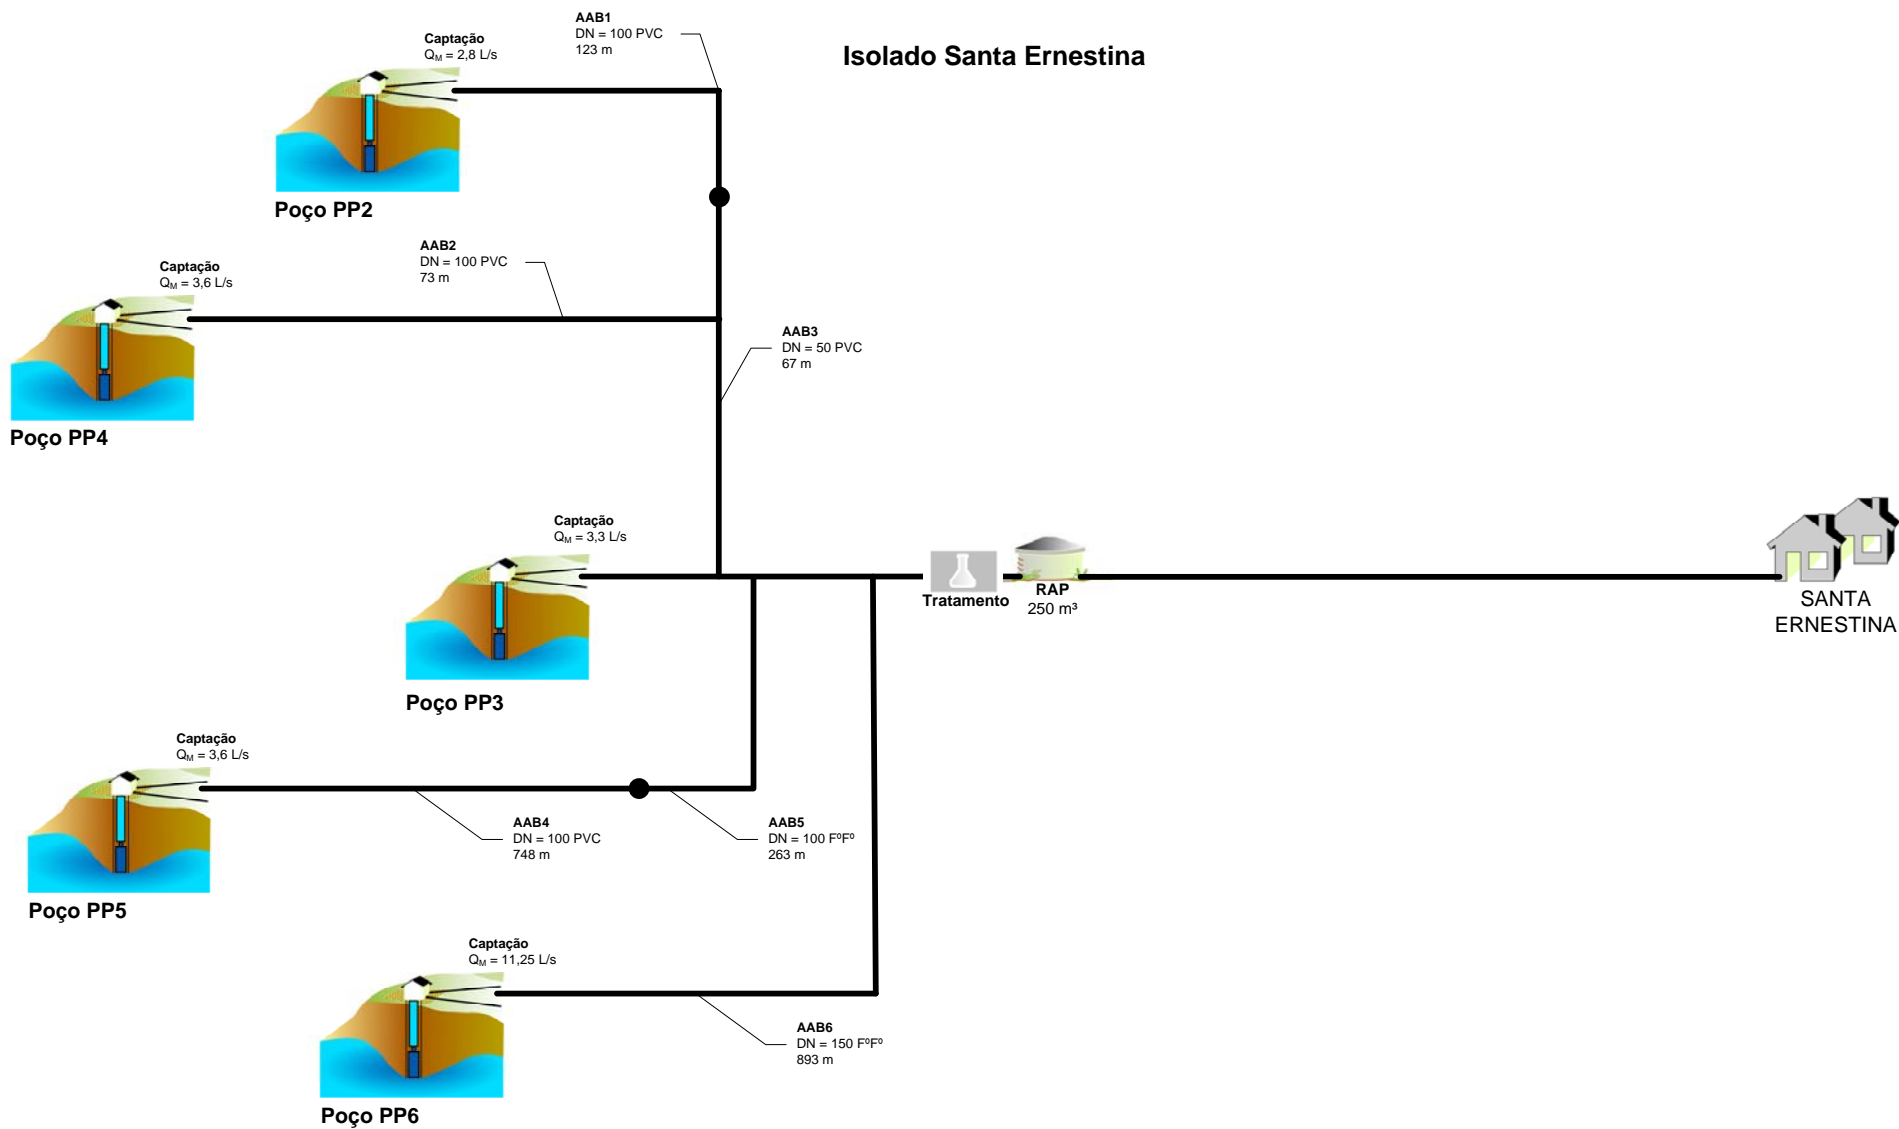 AAB1
DN = 100 PVC
123 m
Captação
QM = 2,8 L/s
Isolado Santa Ernestina
Poço PP2
AAB2
DN = 100 PVC
73 m
Captação
QM = 3,6 L/s
AAB3
DN = 50 PVC
67 m
Poço PP4
Captação
QM = 3,3 L/s
Tratamento
RAP
250 m³
SANTA
ERNESTINA
Poço PP3
Captação
QM = 3,6 L/s
AAB4
DN = 100 PVC
748 m
AAB5
DN = 100 FºFº
263 m
Poço PP5
Captação
QM = 11,25 L/s
AAB6
DN = 150 FºFº
893 m
Poço PP6